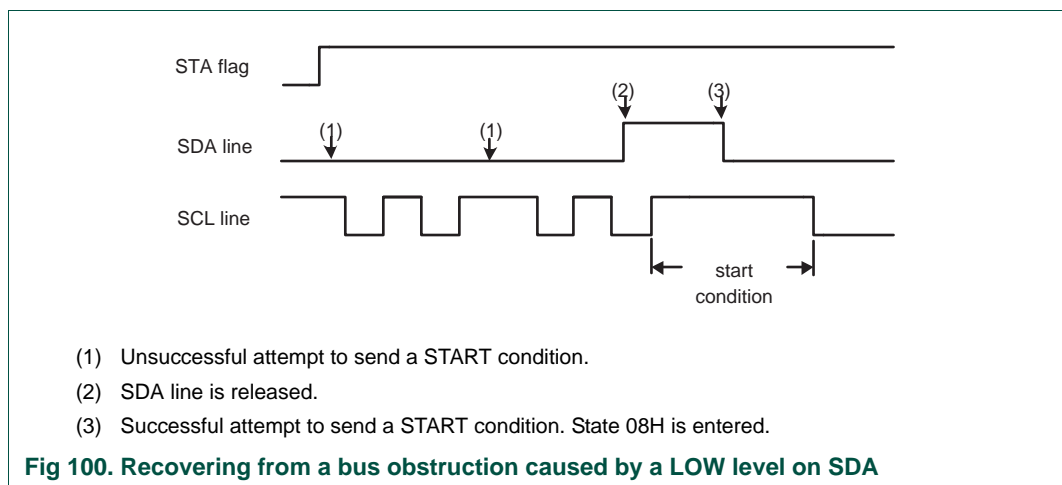 STA flag
(2)
(3)
(1)
(1)
SDA line
SCL line
start
condition
(1) Unsuccessful attempt to send a START condition.
(2) SDA line is released.
(3) Successful attempt to send a START condition. State 08H is entered.
Fig 100. Recovering from a bus obstruction caused by a LOW level on SDA